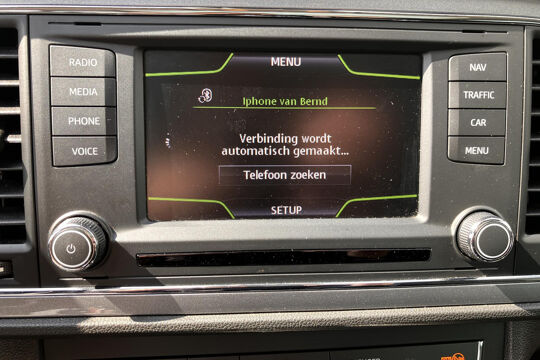 MENU
RADIO
MEDIA
PHONE
VOICE
Iphone van Bernd
Verbinding wordt
automatisch gemaakt...
Telefoon zoeken
SETUP
NAV
TRAFFIC
CAR
MENU